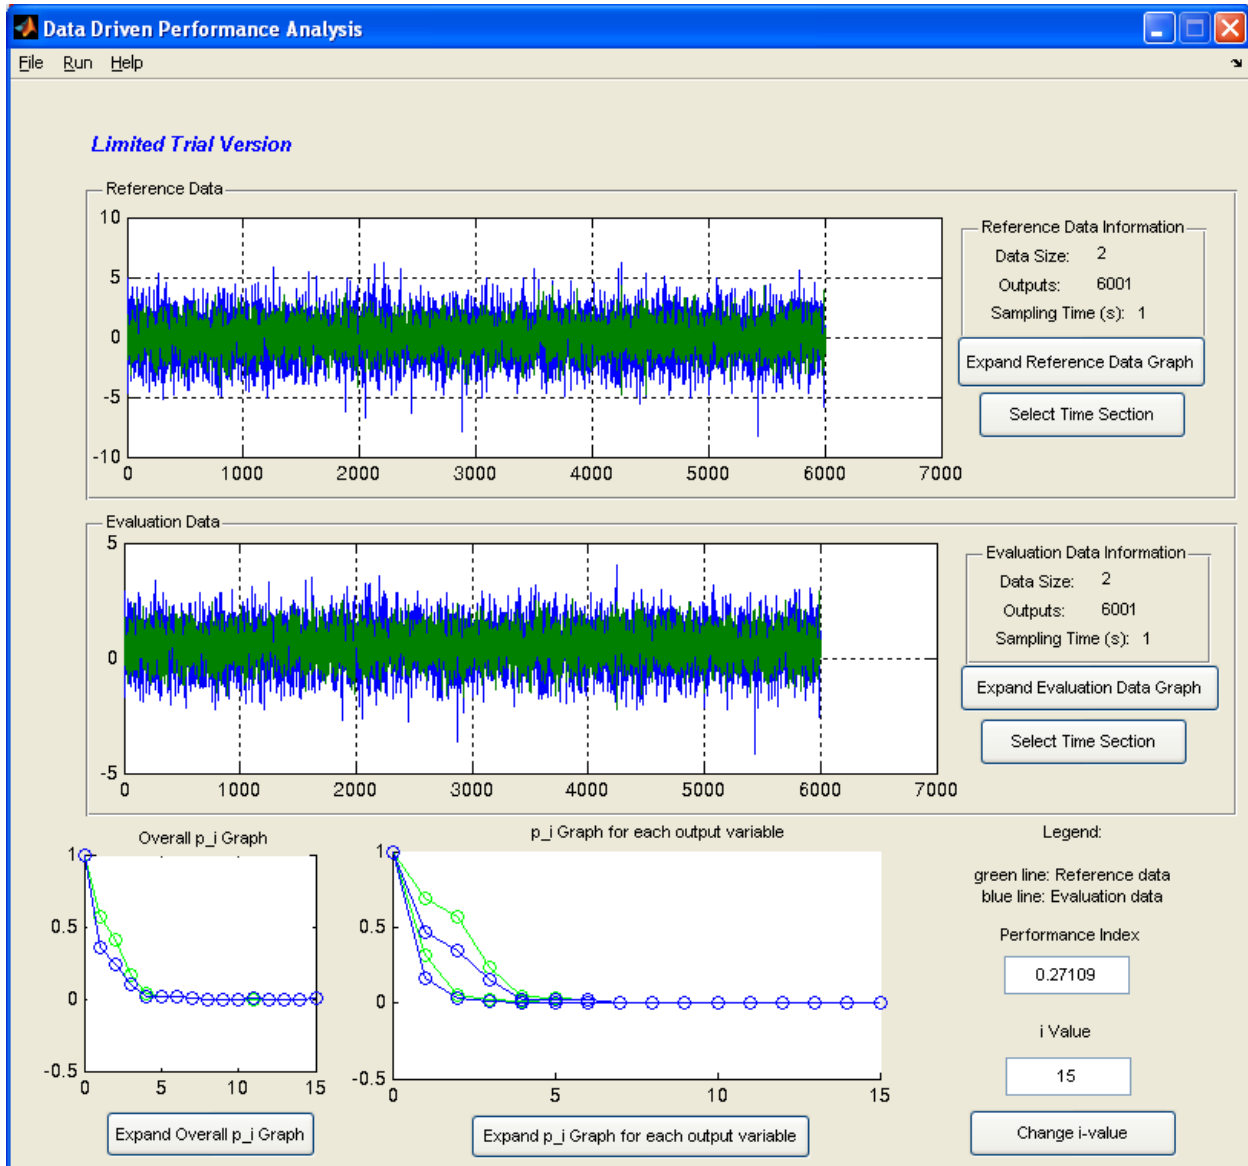 Data Driven Performance Analysis
File Run Help
Limited Trial Version
Reference Data
10
5
0
-5
-10
0 1000 2000 3000 4000 5000 6000 7000
Reference Data Information
Data Size: 2
Outputs: 6001
Sampling Time (s): 1
Expand Reference Data Graph
Select Time Section
Evaluation Data
5
0
-5
0 1000 2000 3000 4000 5000 6000 7000
Evaluation Data Information
Data Size: 2
Outputs: 6001
Sampling Time (s): 1
Expand Evaluation Data Graph
Select Time Section
Overall p_i Graph
1
0.5
0
-0.5
0 5 10 15
Expand Overall p_i Graph
p_i Graph for each output variable
1
0.5
0
-0.5
0 5 10 15
Expand p_i Graph for each output variable
Legend:
green line: Reference data
blue line: Evaluation data
Performance Index
0.27109
i Value
15
Change i-value